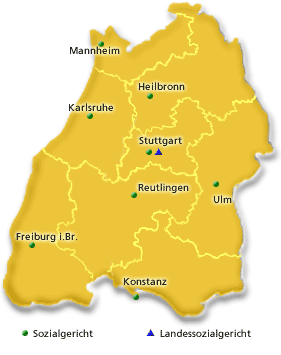 Mannheim
Heilbronn
Karlsruhe
Stuttgart
Reutlingen
Ulm
Freiburg i.Br.
Konstanz
Sozialgericht
Landessozialgericht